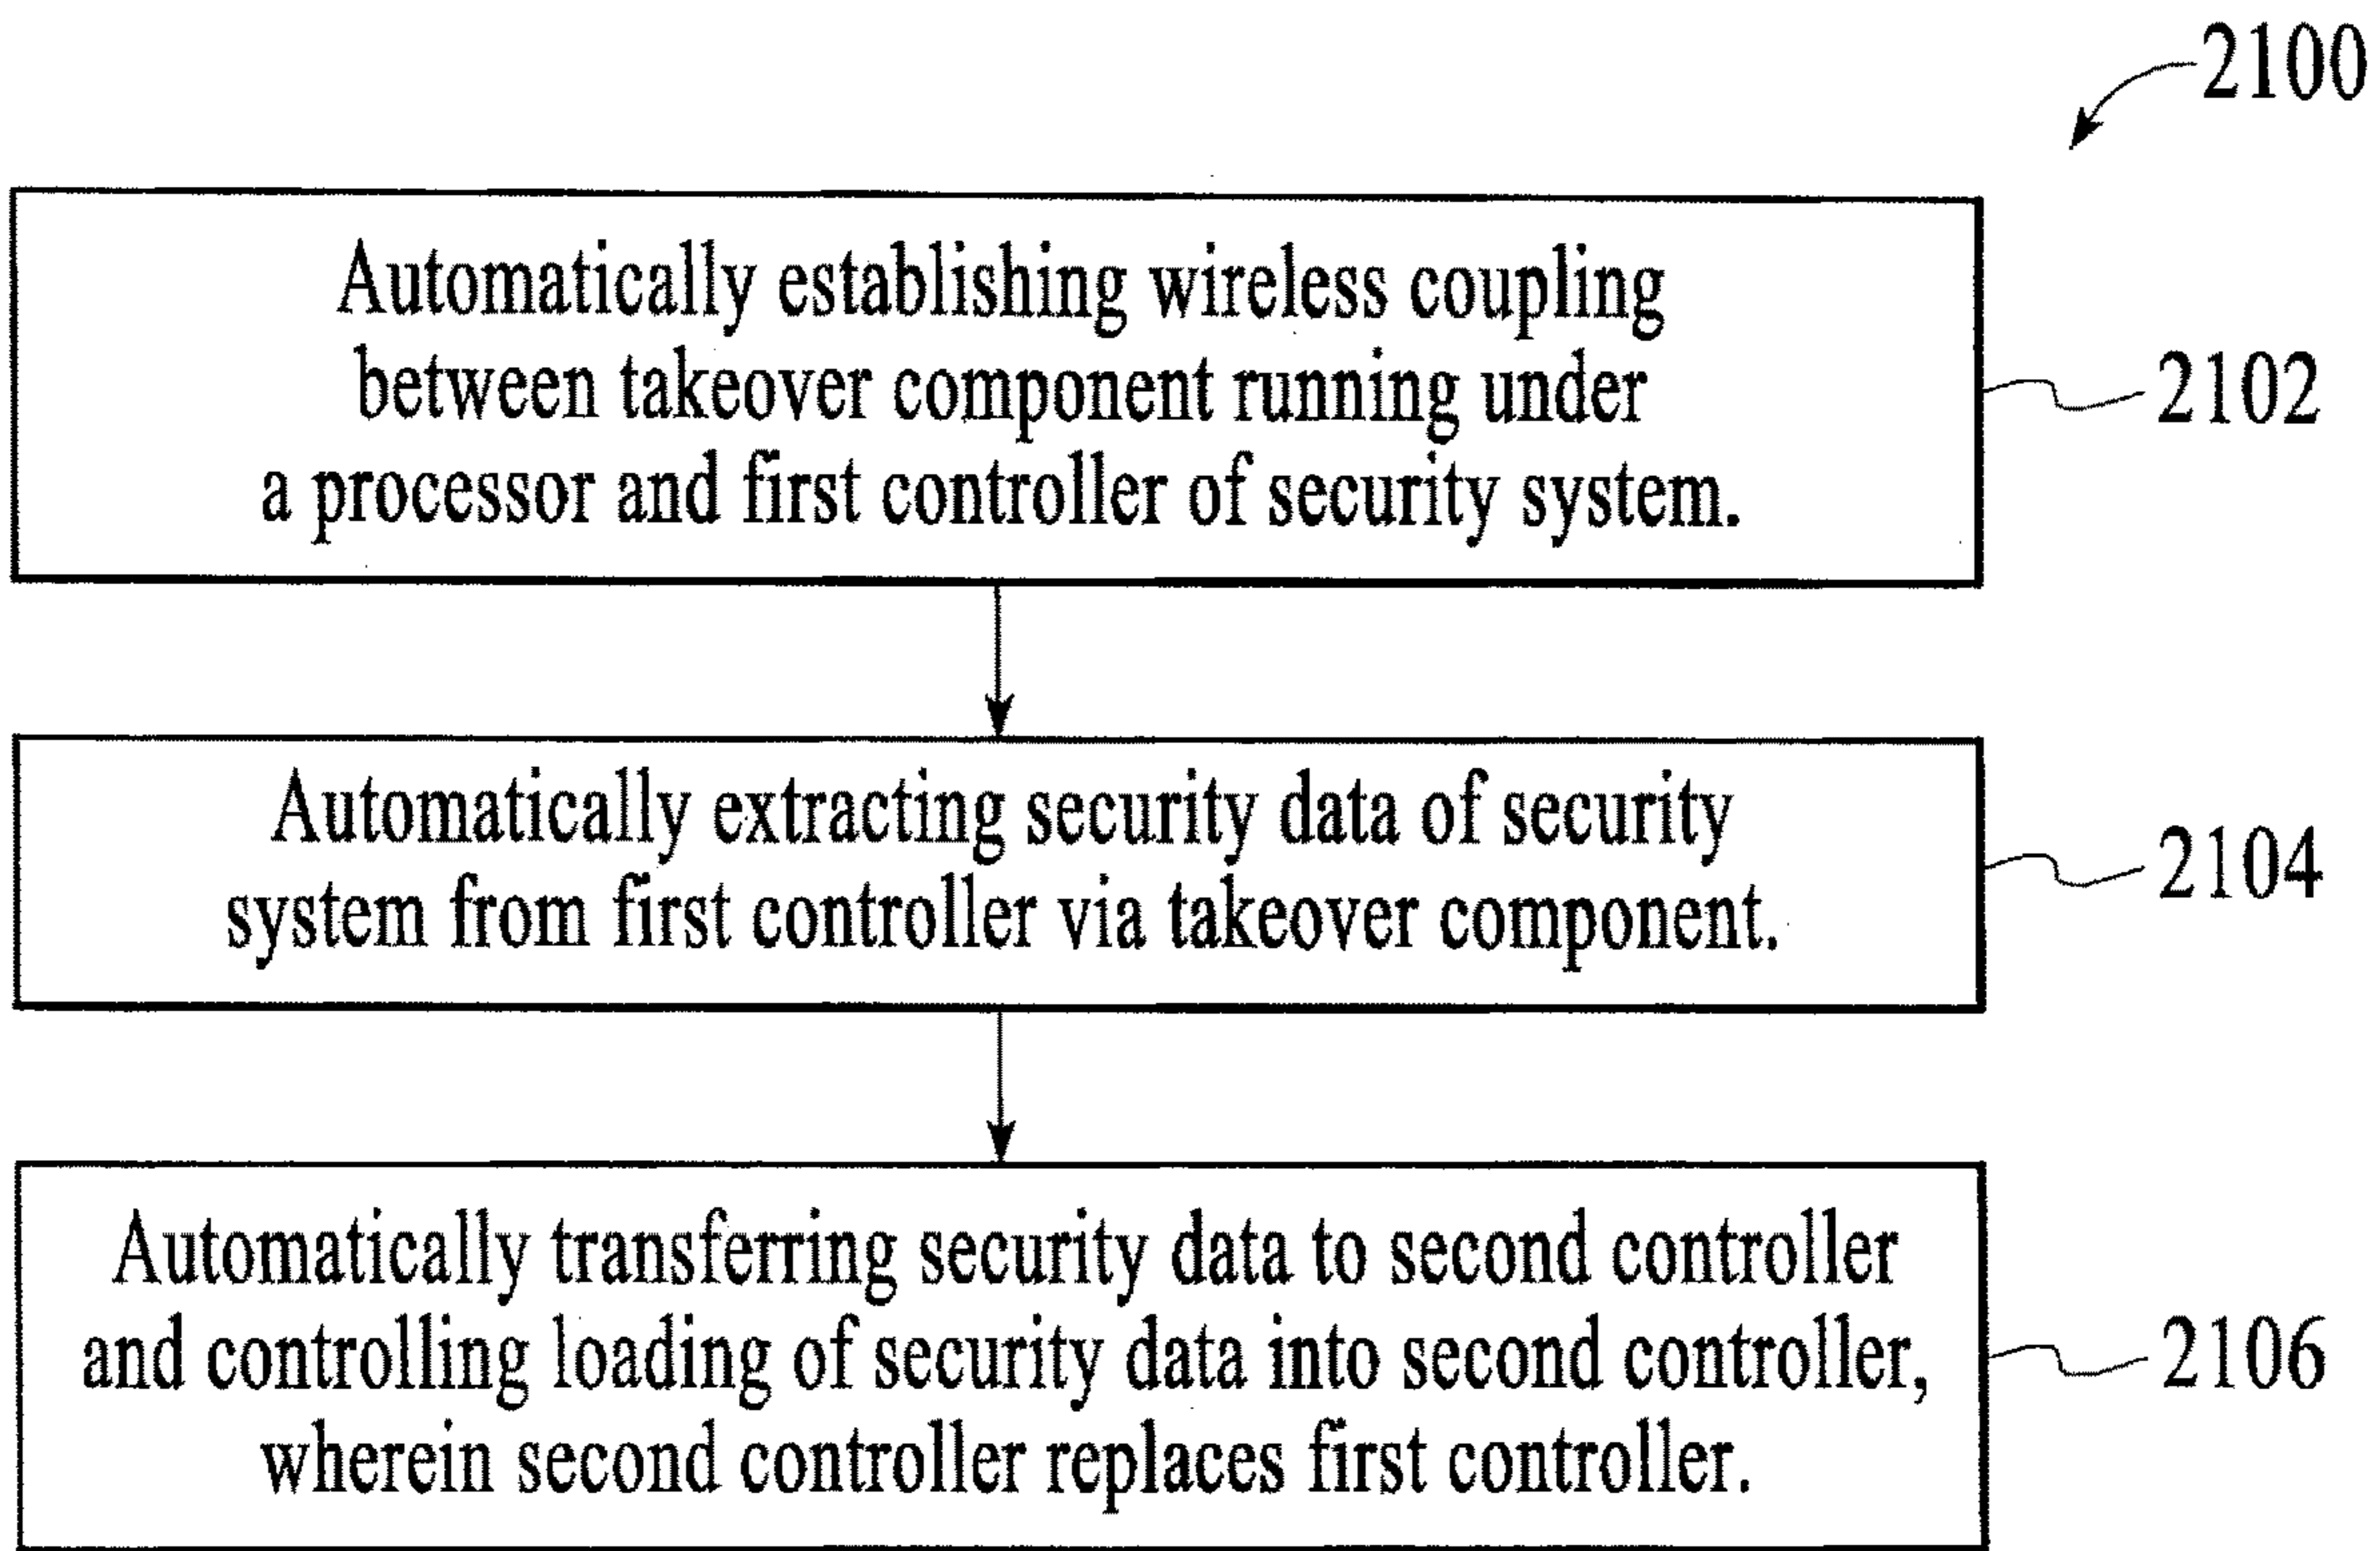 2100
Automatically establishing wireless coupling
between takeover component running under
a processor and first controller of security system.
2102
Automatically extracting security data of security
system from first controller via takeover component.
2104
Automatically transferring security data to second controller
and controlling loading of security data into second controller,
wherein second controller replaces first controller.
2106